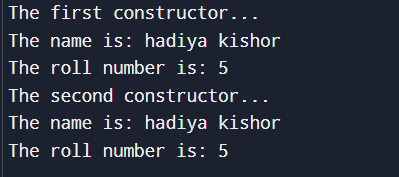 The first constructor...
The name is: hadiya kishor
The roll number is: 5
The second constructor...
The name is: hadiya kishor
The roll number is: 5